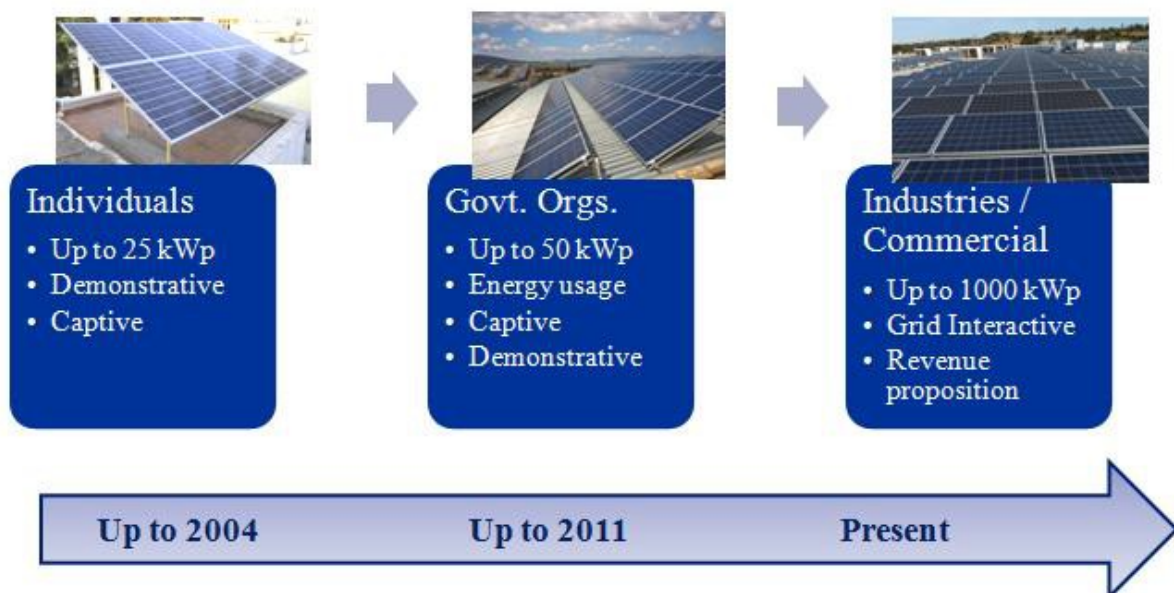 Individuals
• Up to 25 kWp
• Demonstrative
• Captive
Govt. Orgs.
• Up to 50 kWp
• Energy usage
• Captive
• Demonstrative
Industries /
Commercial
• Up to 1000 kWp
• Grid Interactive
• Revenue
proposition
Up to 2004
Up to 2011
Present